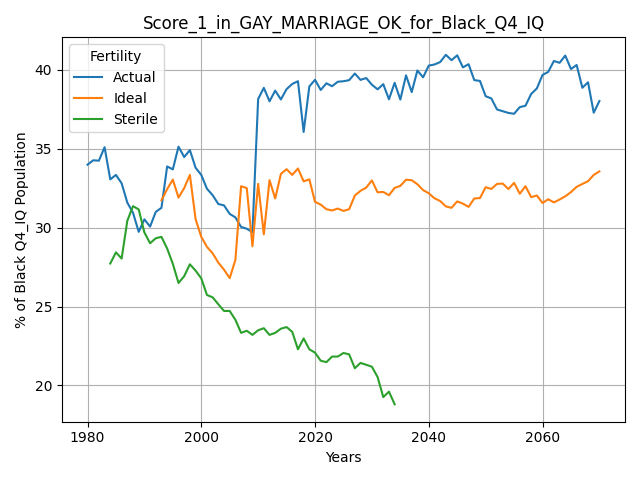 Score_1_in_GAY_MARRIAGE_OK_for_Black_Q4_IQ
Fertility
Actual
Ideal
Sterile
% of Black Q4_IQ Population
40
35
30
25
20
1980
2000
2020
2040
2060
Years